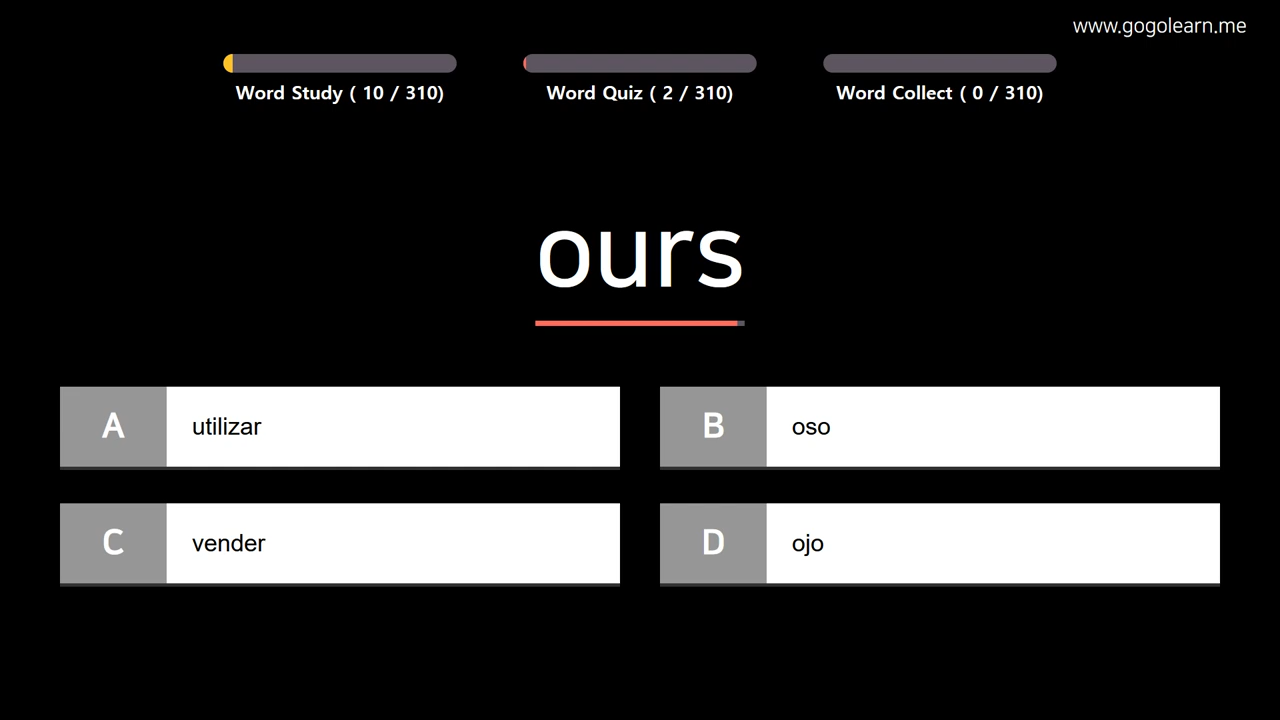 www.gogolearn.me
Word Study ( 10 / 310)
Word Quiz ( 2 / 310)
Word Collect ( 0 / 310)
ours
A utilizar
B oso
C vender
D ojo